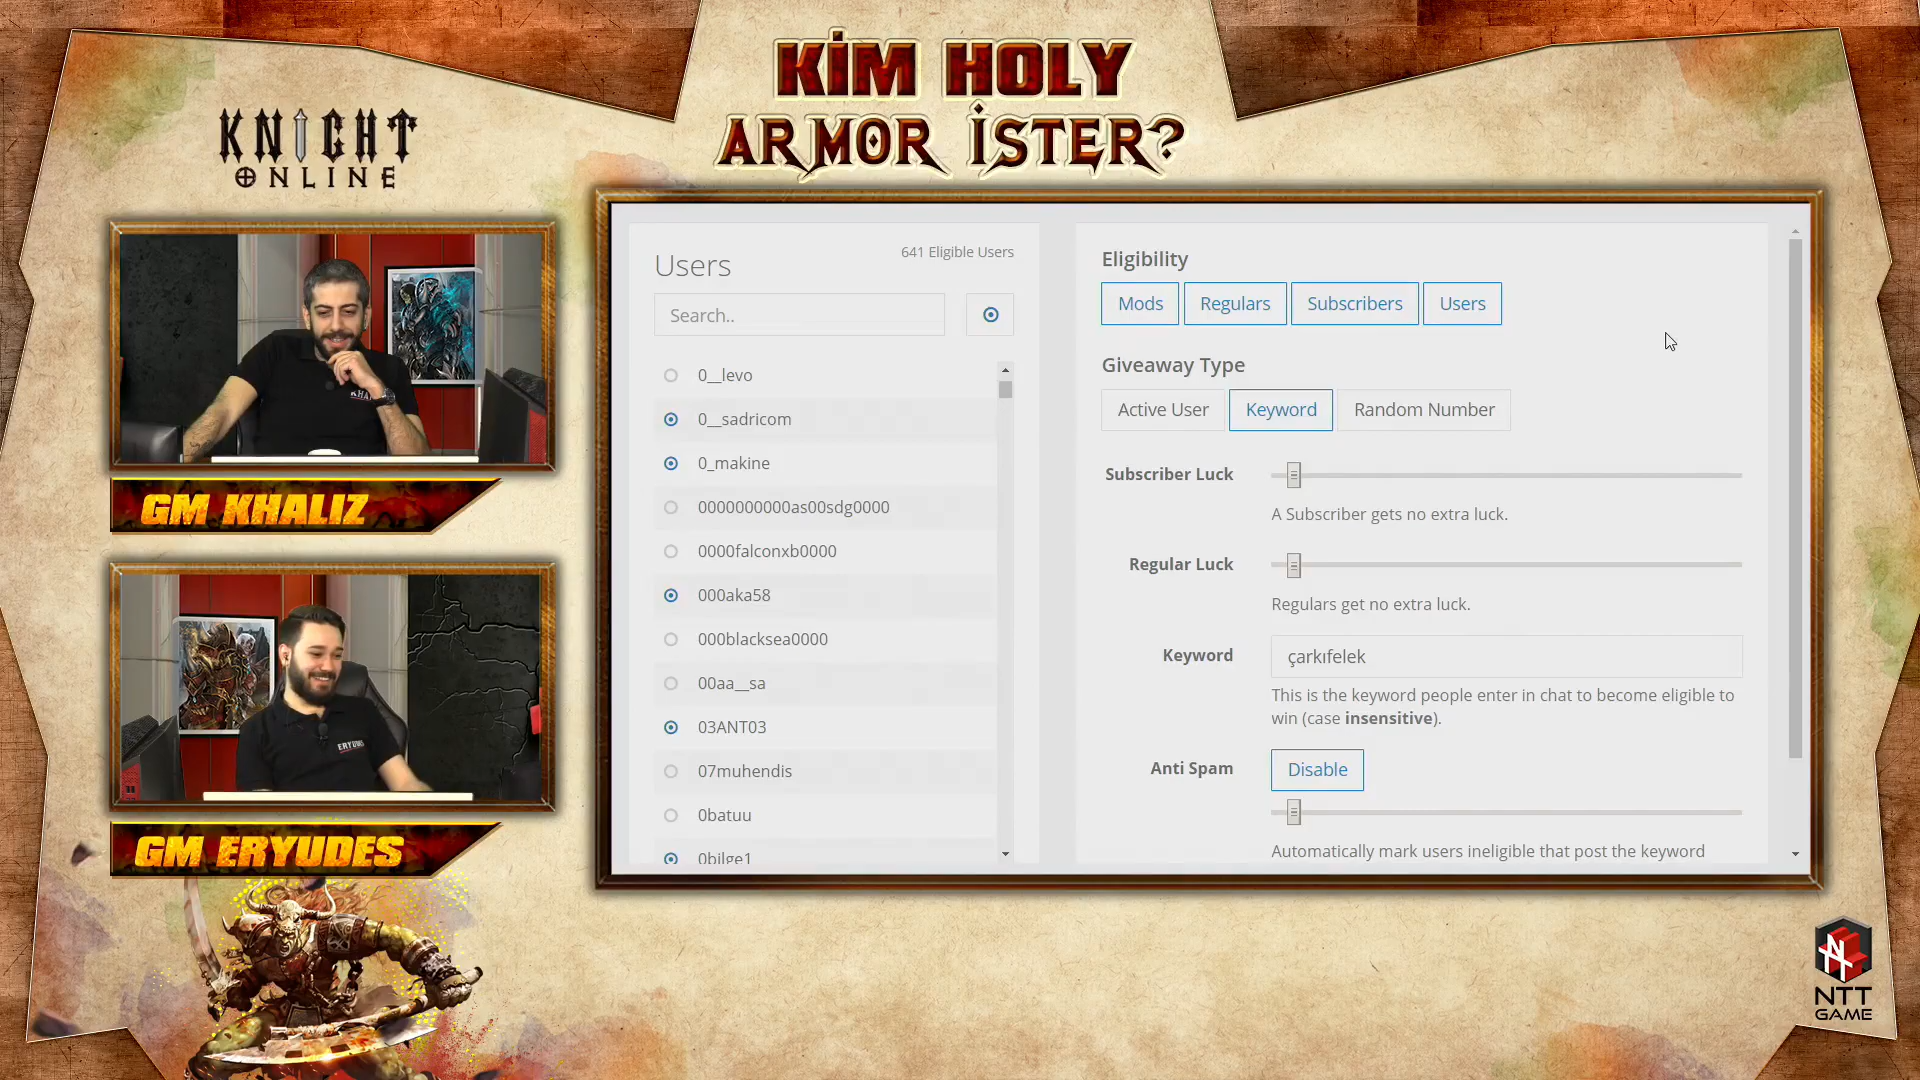 KİM HOLY
ARMOR İSTER?
KNIGHT
ONLINE
GM KHALIZ
ERYUDES
GM ERYUDES
Users
641 Eligible Users
Search..
0__levo
0__sadricom
0_makine
0000000000as00sdg0000
0000falconxb0000
000aka58
000blacksea0000
00aa__sa
03ANT03
07muhendis
0batuu
0bilge1
Eligibility
Mods
Regulars
Subscribers
Users
Giveaway Type
Active User
Keyword
Random Number
Subscriber Luck
A Subscriber gets no extra luck.
Regular Luck
Regulars get no extra luck.
Keyword
çarkıfelek
This is the keyword people enter in chat to become eligible to
win (case insensitive).
Anti Spam
Disable
Automatically mark users ineligible that post the keyword
NTT
GAME